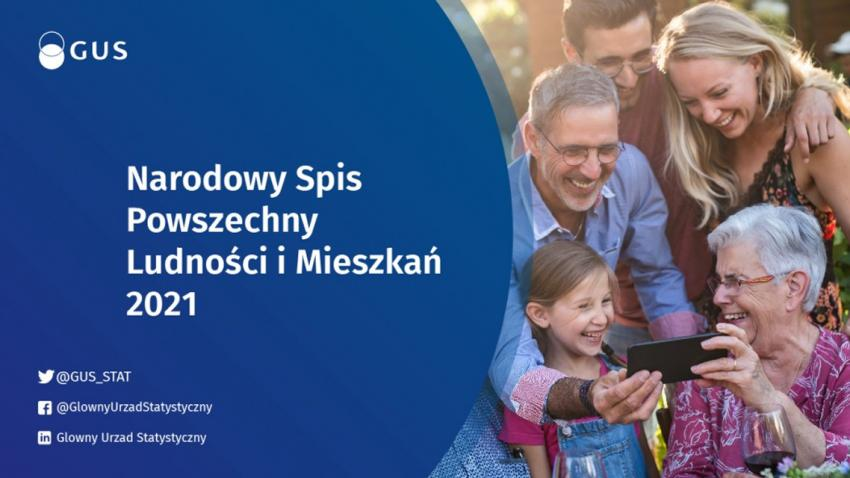 GUS
Narodowy Spis
Powszechny
Ludności i Mieszkań
2021
@GUS_STAT
@GlownyUrzadStatystyczny
Glowny Urzad Statystyczny